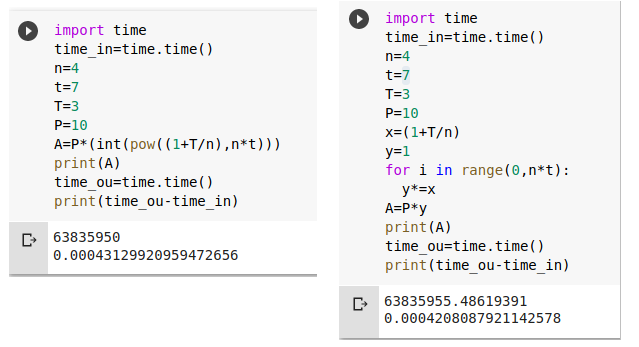 import time
time_in=time.time()
n=4
t=7
T=3
P=10
A=P*(int(pow((1+T/n),n*t)))
print(A)
time_ou=time.time()
print(time_ou-time_in)
63835950
0.00043129920959472656
import time
time_in=time.time()
n=4
t=7
T=3
P=10
x=(1+T/n)
y=1
for i in range(0,n*t):
  y*=x
A=P*y
print(A)
time_ou=time.time()
print(time_ou-time_in)
63835955.48619391
0.0004208087921142578